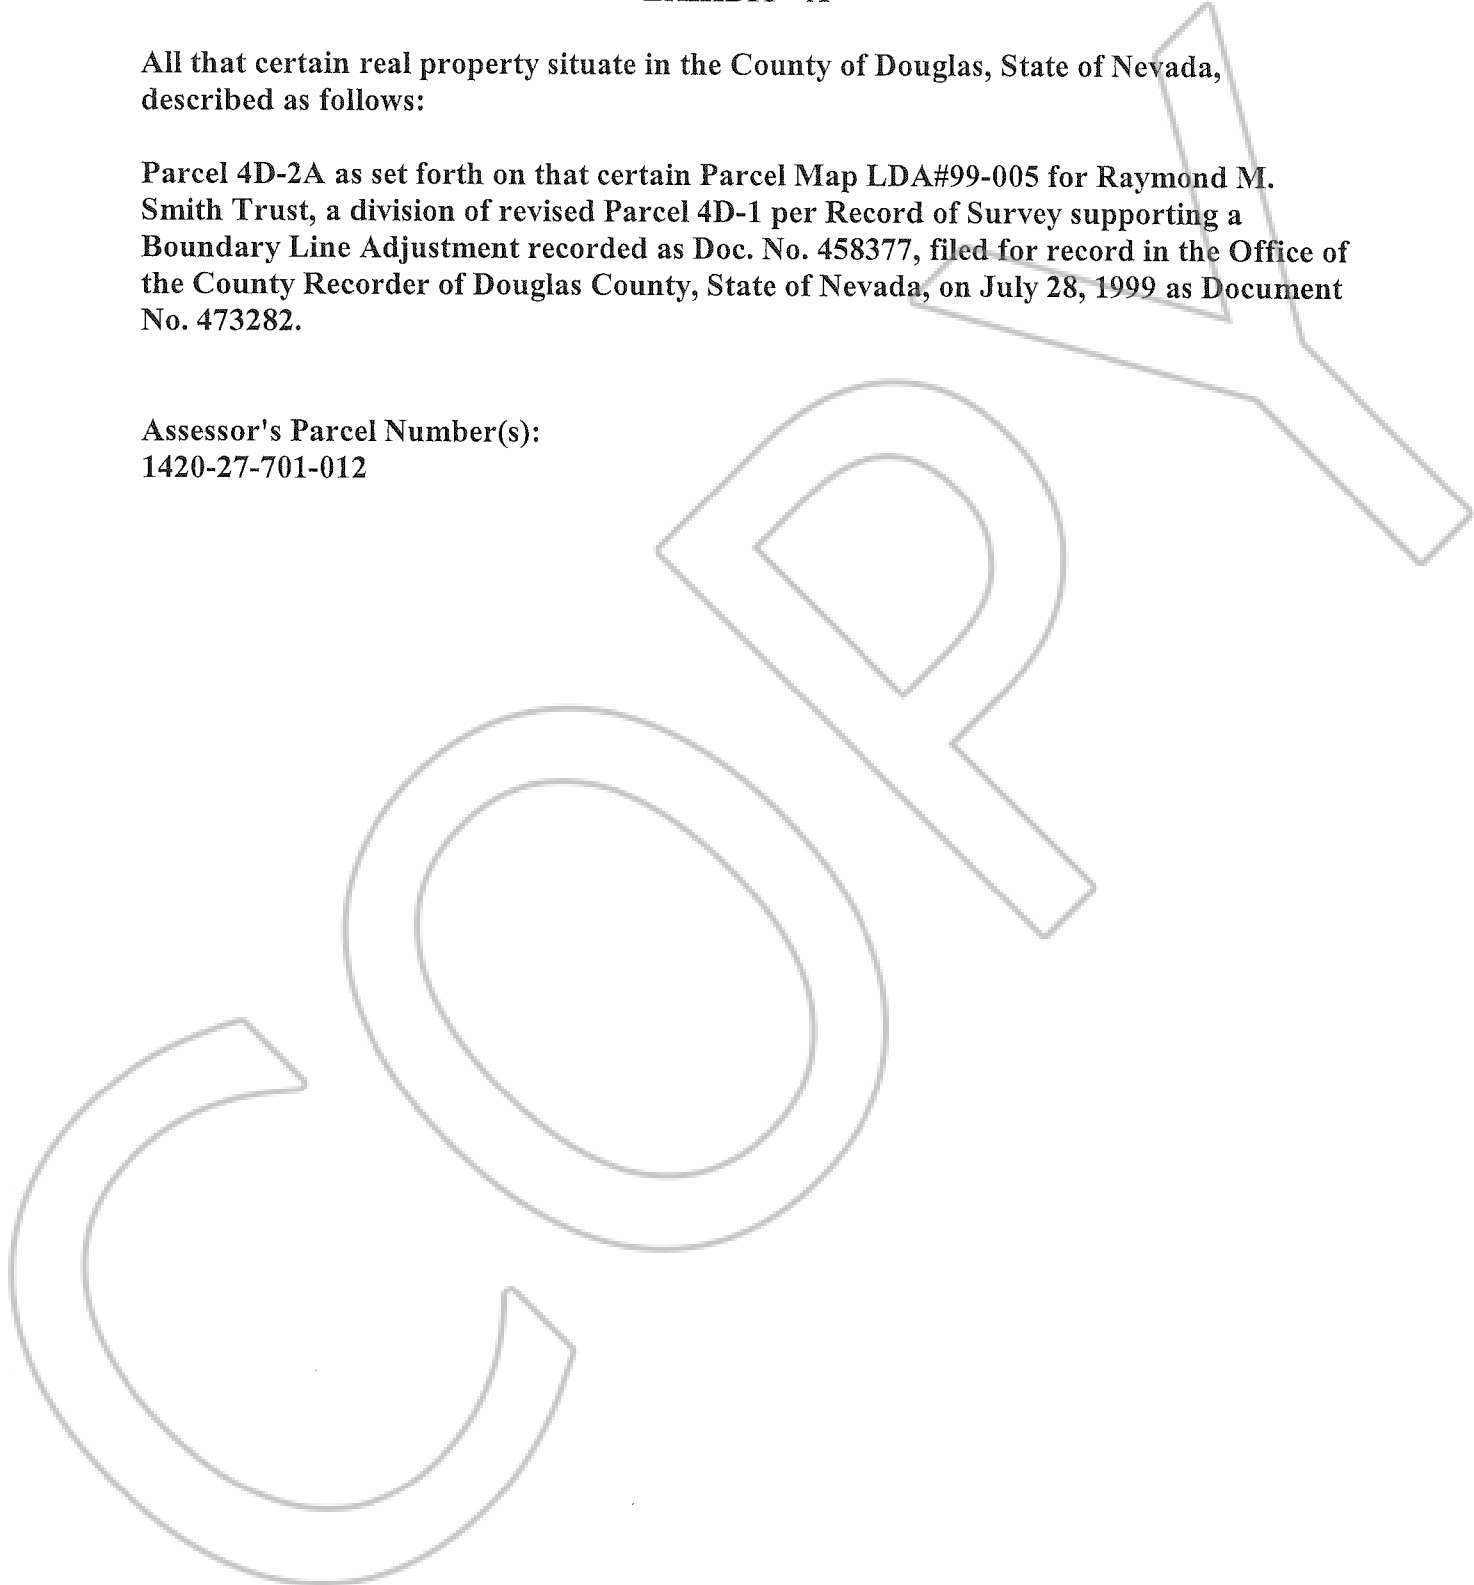 All that certain real property situate in the County of Douglas, State of Nevada,
described as follows:
Parcel 4D-2A as set forth on that certain Parcel Map LDA#99-005 for Raymond M.
Smith Trust, a division of revised Parcel 4D-1 per Record of Survey supporting a
Boundary Line Adjustment recorded as Doc. No. 458377, filed for record in the Office of
the County Recorder of Douglas County, State of Nevada, on July 28, 1999 as Document
No. 473282.
Assessor's Parcel Number(s):
1420-27-701-012
COPY